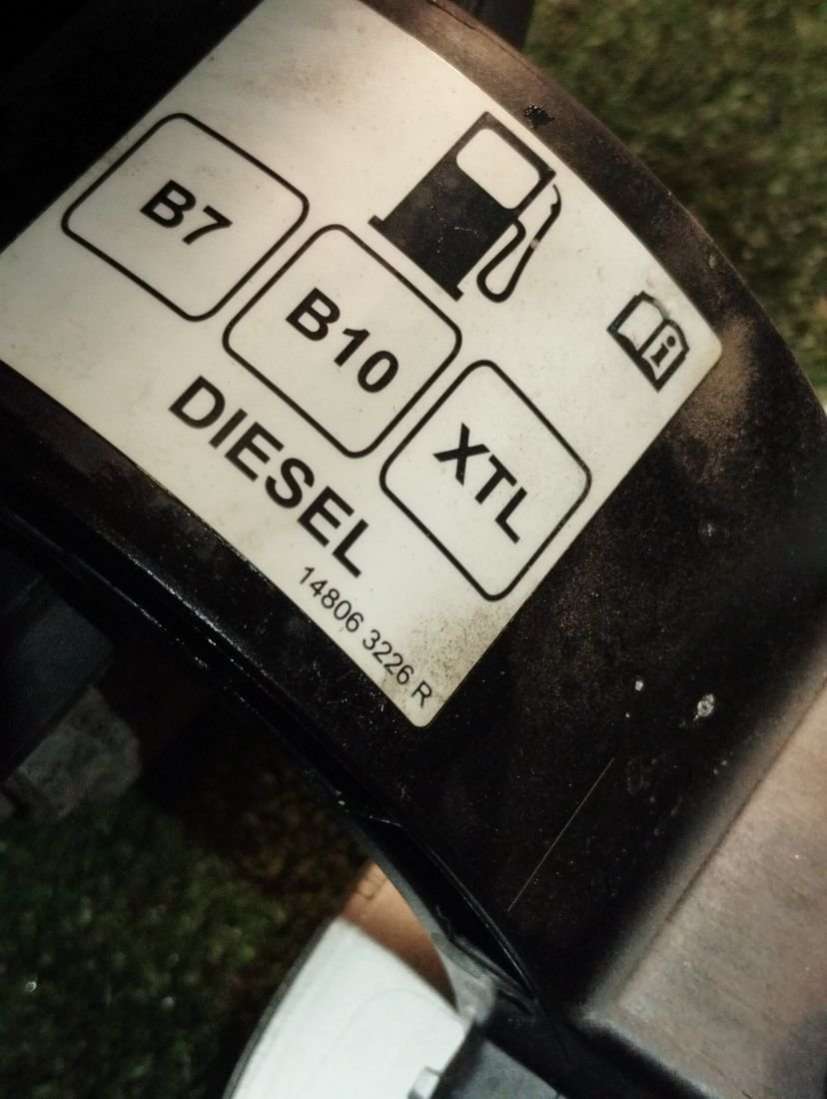 B7
B10
XTL
DIESEL
14806 3226 R